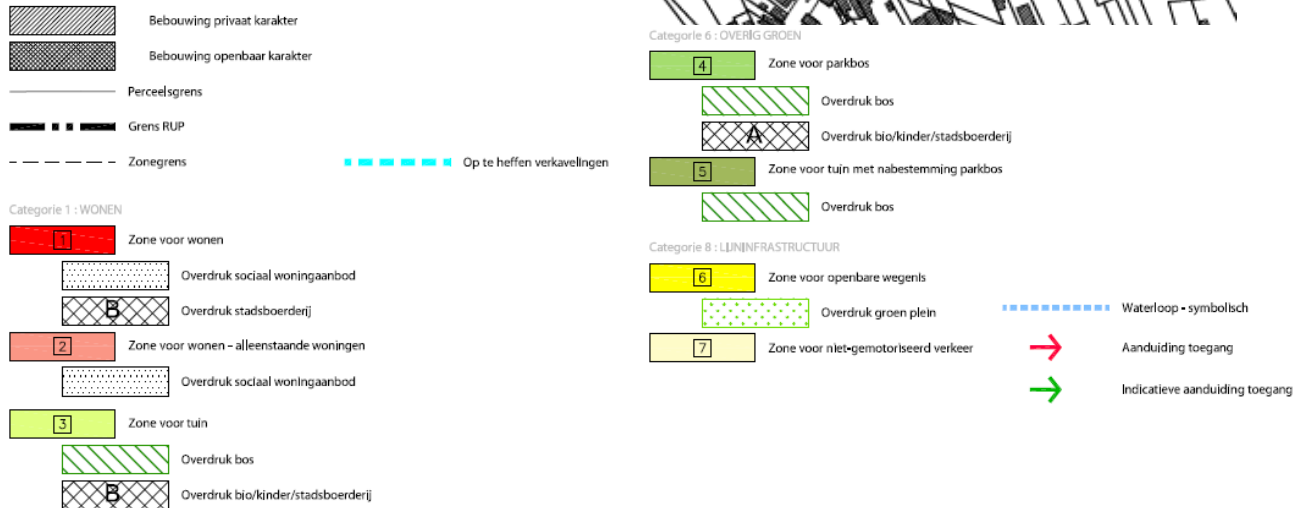 Bebouwing privaat karakter
Bebouwing openbaar karakter
Perceelsgrens
Grens RUP
Zonegrens
Op te heffen verkavelingen
Categorie 1 : WONEN
1 Zone voor wonen
Overdruk sociaal woningaanbod
B Overdruk stadsboerderij
2 Zone voor wonen – alleenstaande woningen
Overdruk sociaal woningaanbod
3 Zone voor tuin
Overdruk bos
B Overdruk bio/kinder/stadsboerderij
Categorie 6 : OVERIG GROEN
4 Zone voor parkbos
Overdruk bos
A Overdruk bio/kinder/stadsboerderij
5 Zone voor tuin met nabestemming parkbos
Overdruk bos
Categorie 8 : LIJNINFRASTRUCTUUR
6 Zone voor openbare wegenis
Overdruk groen plein
7 Zone voor niet-gemotoriseerd verkeer
Waterloop - symbolisch
Aanduiding toegang
Indicatieve aanduiding toegang